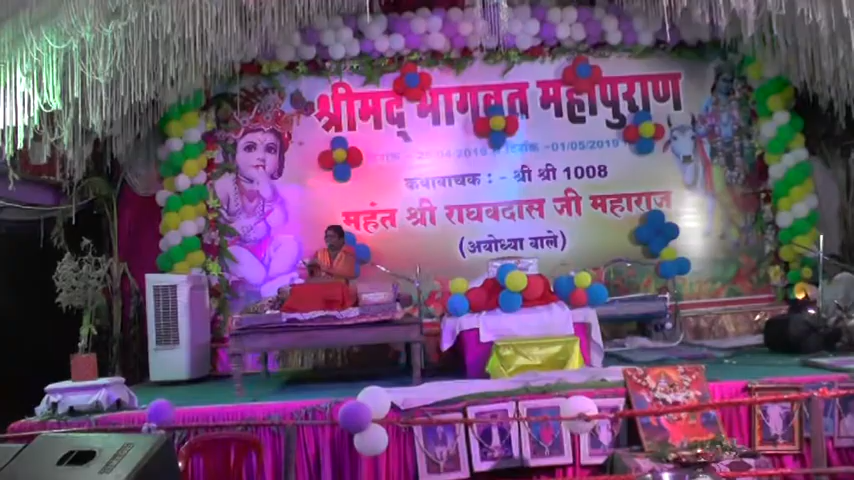 श्रीमद् भागवत महापुराण
दिनांक 01/05/2019
कथावाचक :- श्री श्री 1008
महंत श्री राघवदास जी महाराज
(अयोध्या वाले)